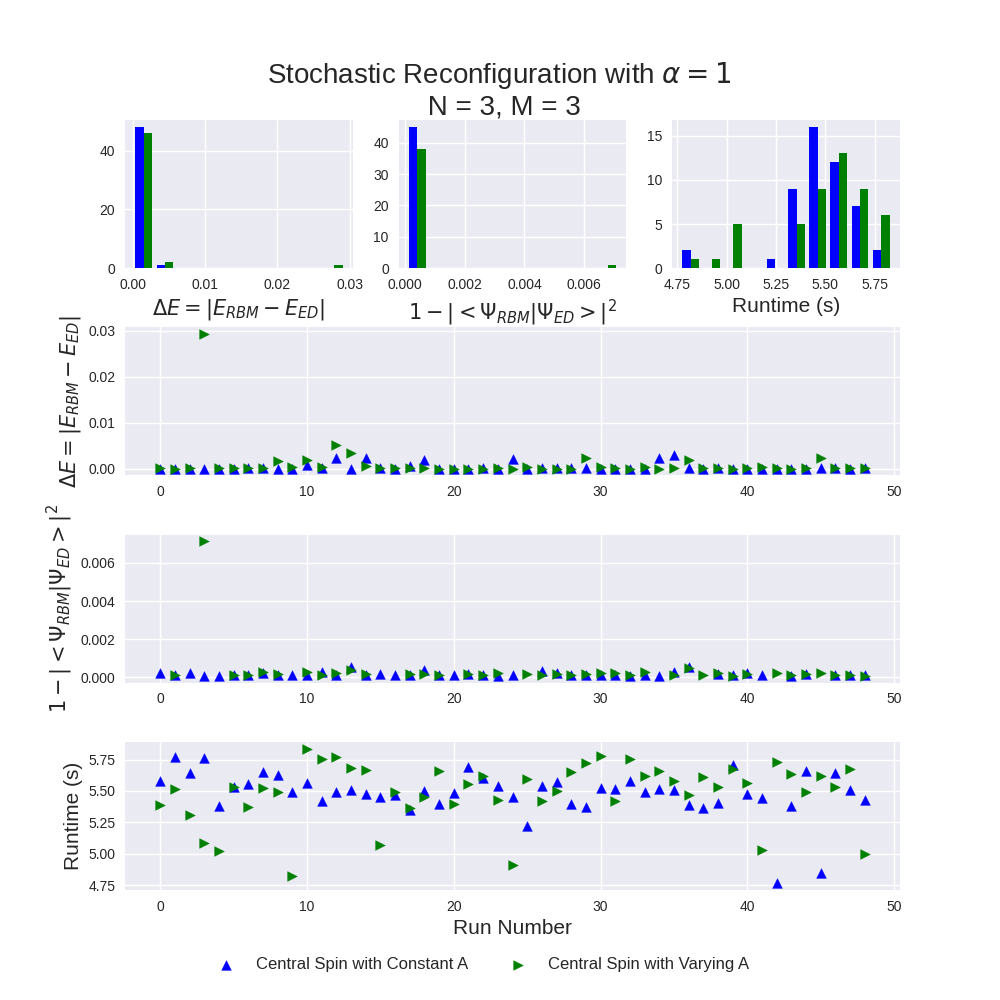 Stochastic Reconfiguration with α = 1
N = 3, M = 3
40
20
0
0.00 0.01 0.02 0.03
ΔE = |E_RBM − E_ED|
40
30
20
10
0
0.000 0.002 0.004 0.006
1 − | < Ψ_RBM|Ψ_ED > |²
15
10
5
0
4.75 5.00 5.25 5.50 5.75
Runtime (s)
ΔE = |E_RBM − E_ED|
0.03
0.02
0.01
0.00
0 10 20 30 40 50
1 − | < Ψ_RBM|Ψ_ED > |²
0.006
0.004
0.002
0.000
0 10 20 30 40 50
Runtime (s)
5.75
5.50
5.25
5.00
4.75
0 10 20 30 40 50
Run Number
Central Spin with Constant A
Central Spin with Varying A